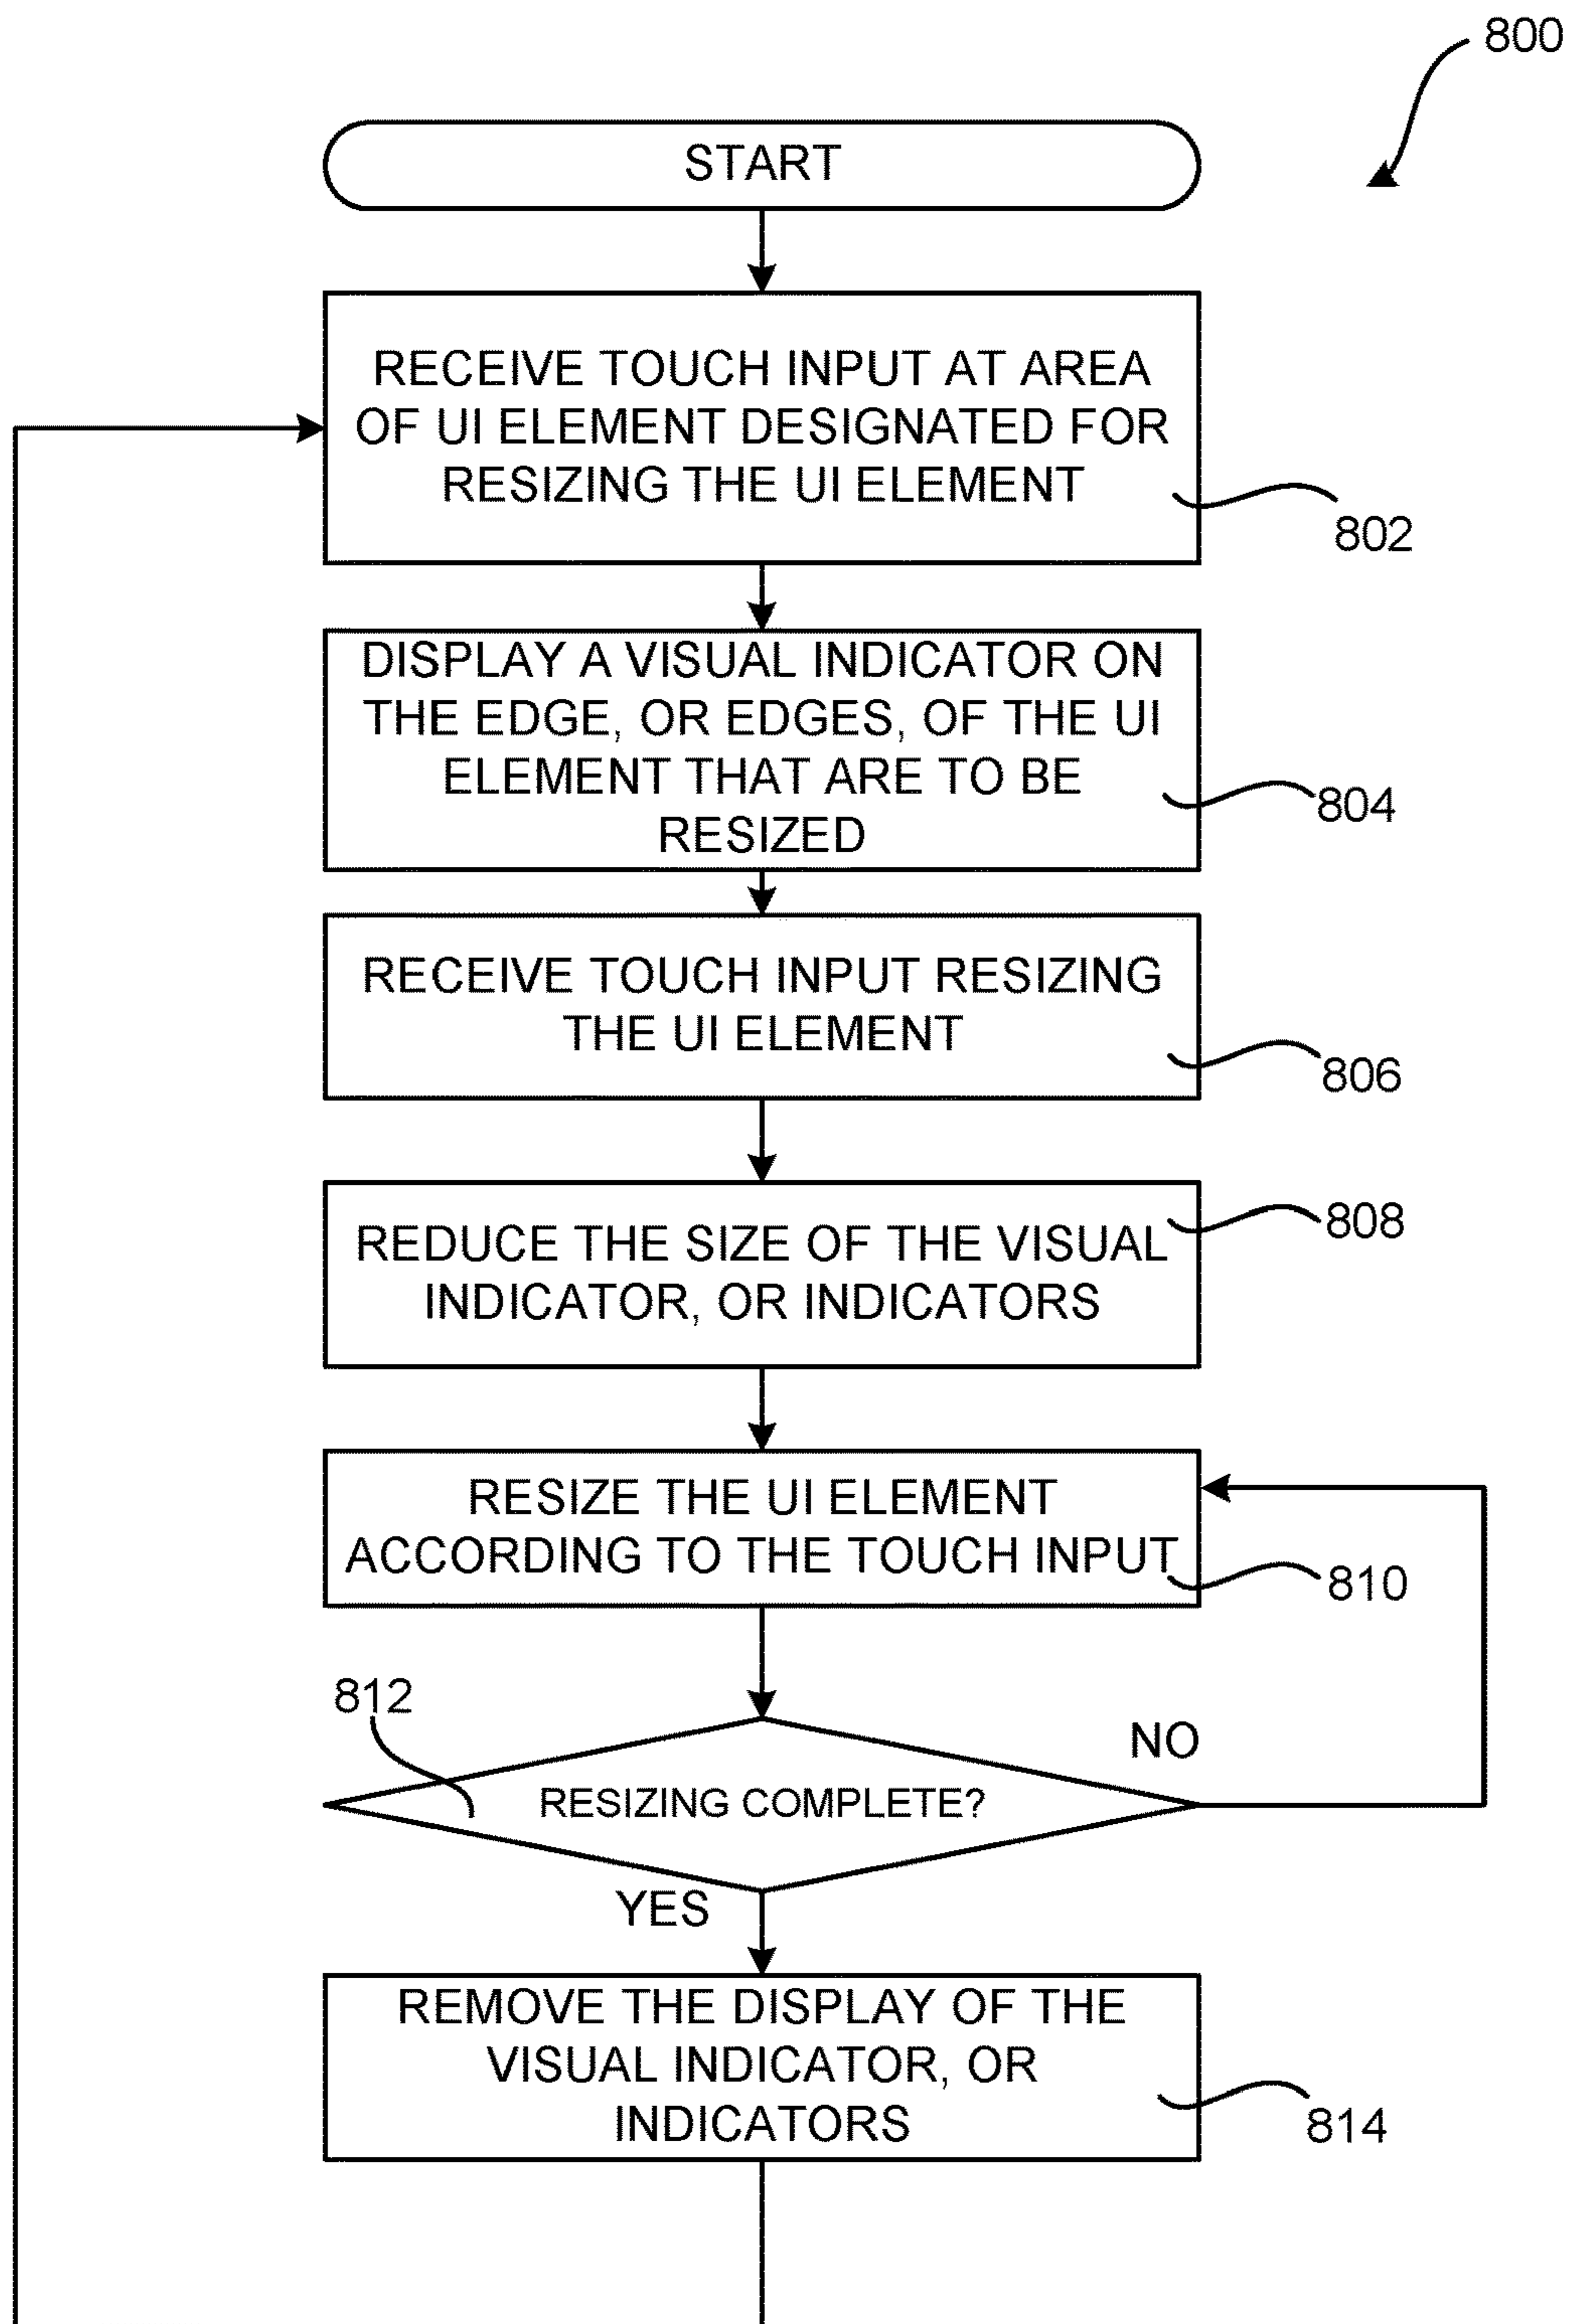 800
START
RECEIVE TOUCH INPUT AT AREA
OF UI ELEMENT DESIGNATED FOR
RESIZING THE UI ELEMENT
802
DISPLAY A VISUAL INDICATOR ON
THE EDGE, OR EDGES, OF THE UI
ELEMENT THAT ARE TO BE
RESIZED
804
RECEIVE TOUCH INPUT RESIZING
THE UI ELEMENT
806
REDUCE THE SIZE OF THE VISUAL
INDICATOR, OR INDICATORS
808
RESIZE THE UI ELEMENT
ACCORDING TO THE TOUCH INPUT
810
812
NO
RESIZING COMPLETE?
YES
REMOVE THE DISPLAY OF THE
VISUAL INDICATOR, OR
INDICATORS
814